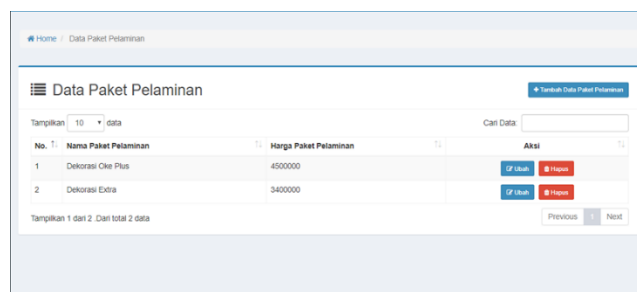 Home / Data Paket Pelaminan
Data Paket Pelaminan
+ Tambah Data Paket Pelaminan
Tampilkan 10 data
Cari Data:
No. Nama Paket Pelaminan Harga Paket Pelaminan Aksi
1 Dekorasi Oke Plus 4500000 Ubah Hapus
2 Dekorasi Extra 3400000 Ubah Hapus
Tampilkan 1 dari 2 .Dari total 2 data
Previous 1 Next